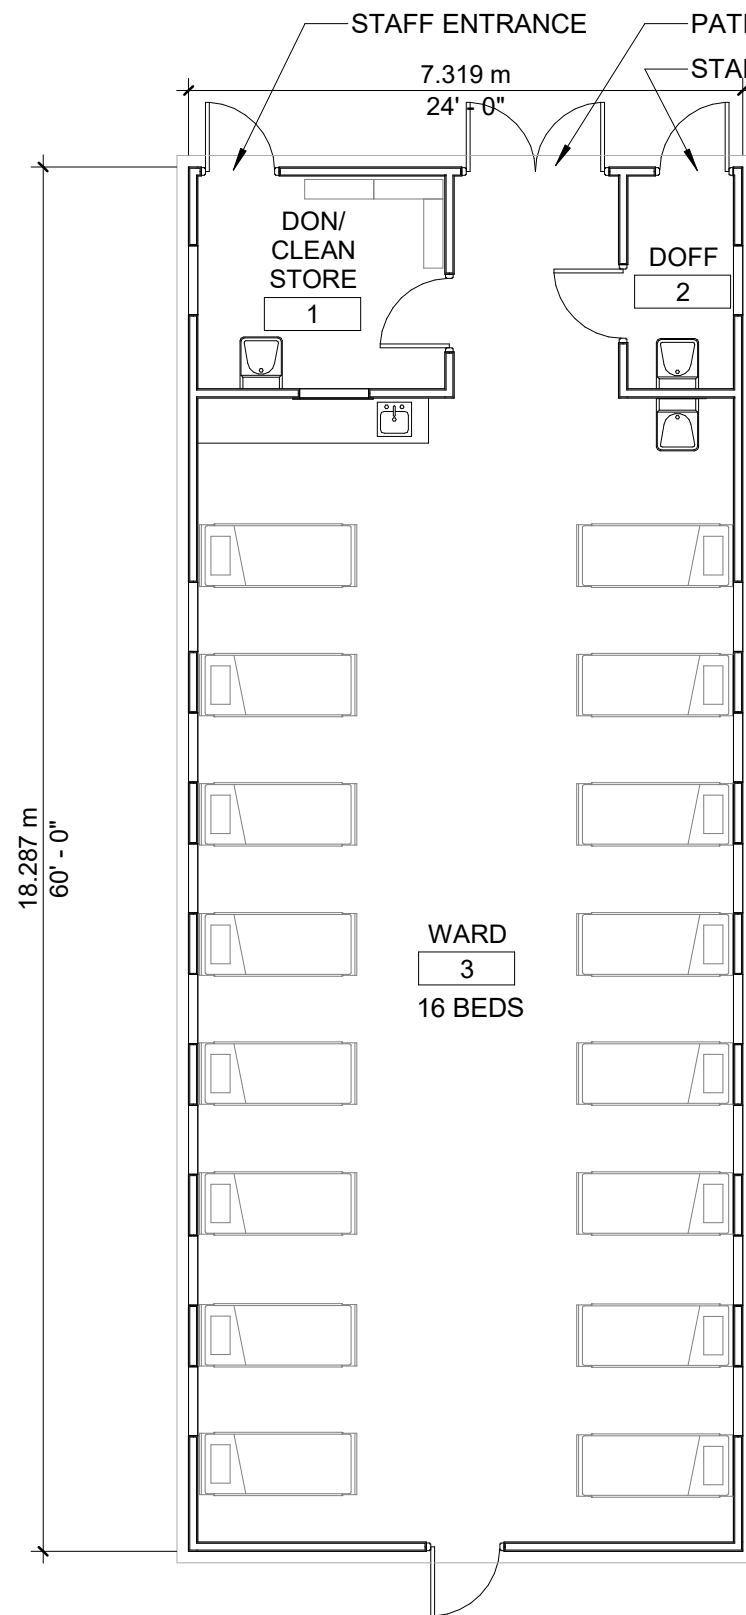 STAFF ENTRANCE
7.319 m
24' - 0"
DON/
CLEAN
STORE
1
DOFF
2
18.287 m
60' - 0"
WARD
3
16 BEDS